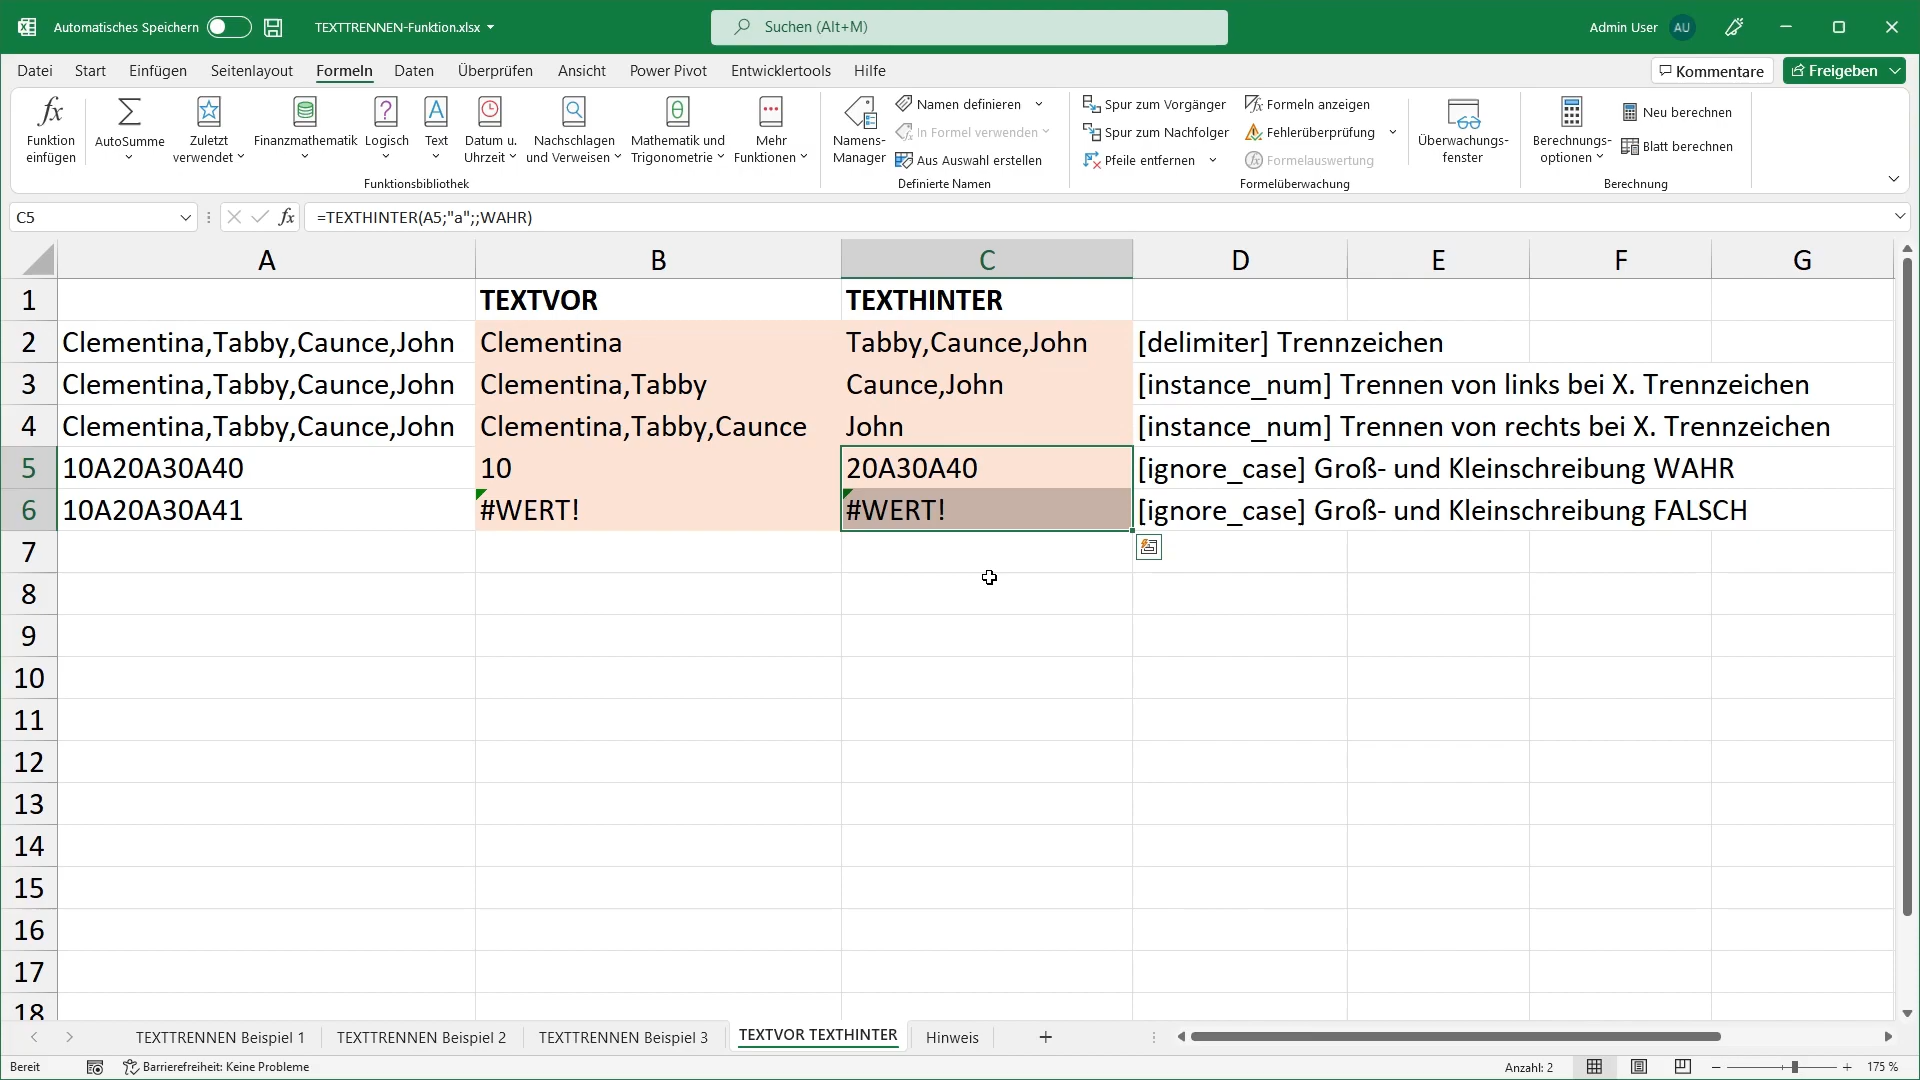 Automatisches Speichern
TEXTTRENNEN-Funktion.xlsx
Suchen (Alt+M)
Admin User
AU
Datei Start Einfügen Seitenlayout Formeln Daten Überprüfen Ansicht Power Pivot Entwicklertools Hilfe
Kommentare
Freigeben
Funktion einfügen
AutoSumme
Zuletzt verwendet
Finanzmathematik
Logisch
Text
Datum u. Uhrzeit
Nachschlagen und Verweisen
Mathematik und Trigonometrie
Mehr Funktionen
Funktionsbibliothek
Namens-Manager
Namen definieren
In Formel verwenden
Aus Auswahl erstellen
Definierte Namen
Spur zum Vorgänger
Spur zum Nachfolger
Pfeile entfernen
Formeln anzeigen
Fehlerüberprüfung
Formelauswertung
Formelüberwachung
Überwachungs-fenster
Berechnungs-optionen
Neu berechnen
Blatt berechnen
Berechnung
C5
fx
=TEXTHINTER(A5;"a";;WAHR)
A B C D E F G
1 TEXTVOR TEXTHINTER
2 Clementina,Tabby,Caunce,John Clementina Tabby,Caunce,John [delimiter] Trennzeichen
3 Clementina,Tabby,Caunce,John Clementina,Tabby Caunce,John [instance_num] Trennen von links bei X. Trennzeichen
4 Clementina,Tabby,Caunce,John Clementina,Tabby,Caunce John [instance_num] Trennen von rechts bei X. Trennzeichen
5 10A20A30A40 10 20A30A40 [ignore_case] Groß- und Kleinschreibung WAHR
6 10A20A30A41 #WERT! #WERT! [ignore_case] Groß- und Kleinschreibung FALSCH
7
8
9
10
11
12
13
14
15
16
17
18
TEXTTRENNEN Beispiel 1 TEXTTRENNEN Beispiel 2 TEXTTRENNEN Beispiel 3 TEXTVOR TEXTHINTER Hinweis
Bereit
Barrierefreiheit: Keine Probleme
Anzahl: 2
175 %